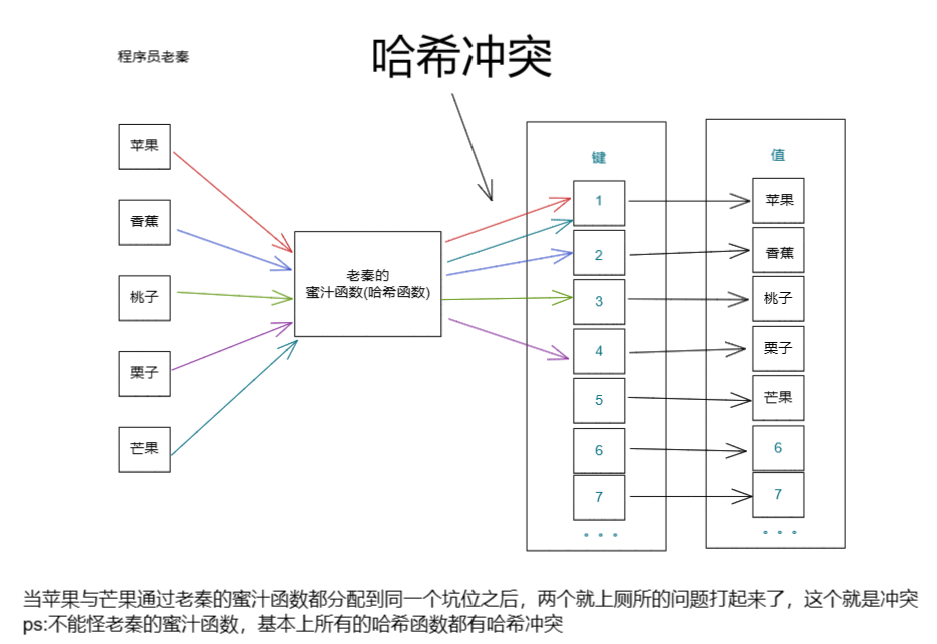 哈希冲突
程序员老秦
苹果
香蕉
桃子
栗子
芒果
老秦的
蜜汁函数(哈希函数)
键
1
2
3
4
5
6
7
。。。
值
苹果
香蕉
桃子
栗子
芒果
6
7
。。。
当苹果与芒果通过老秦的蜜汁函数都分配到同一个坑位之后，两个就上厕所的问题打起来了，这个就是冲突
ps:不能怪老秦的蜜汁函数，基本上所有的哈希函数都有哈希冲突